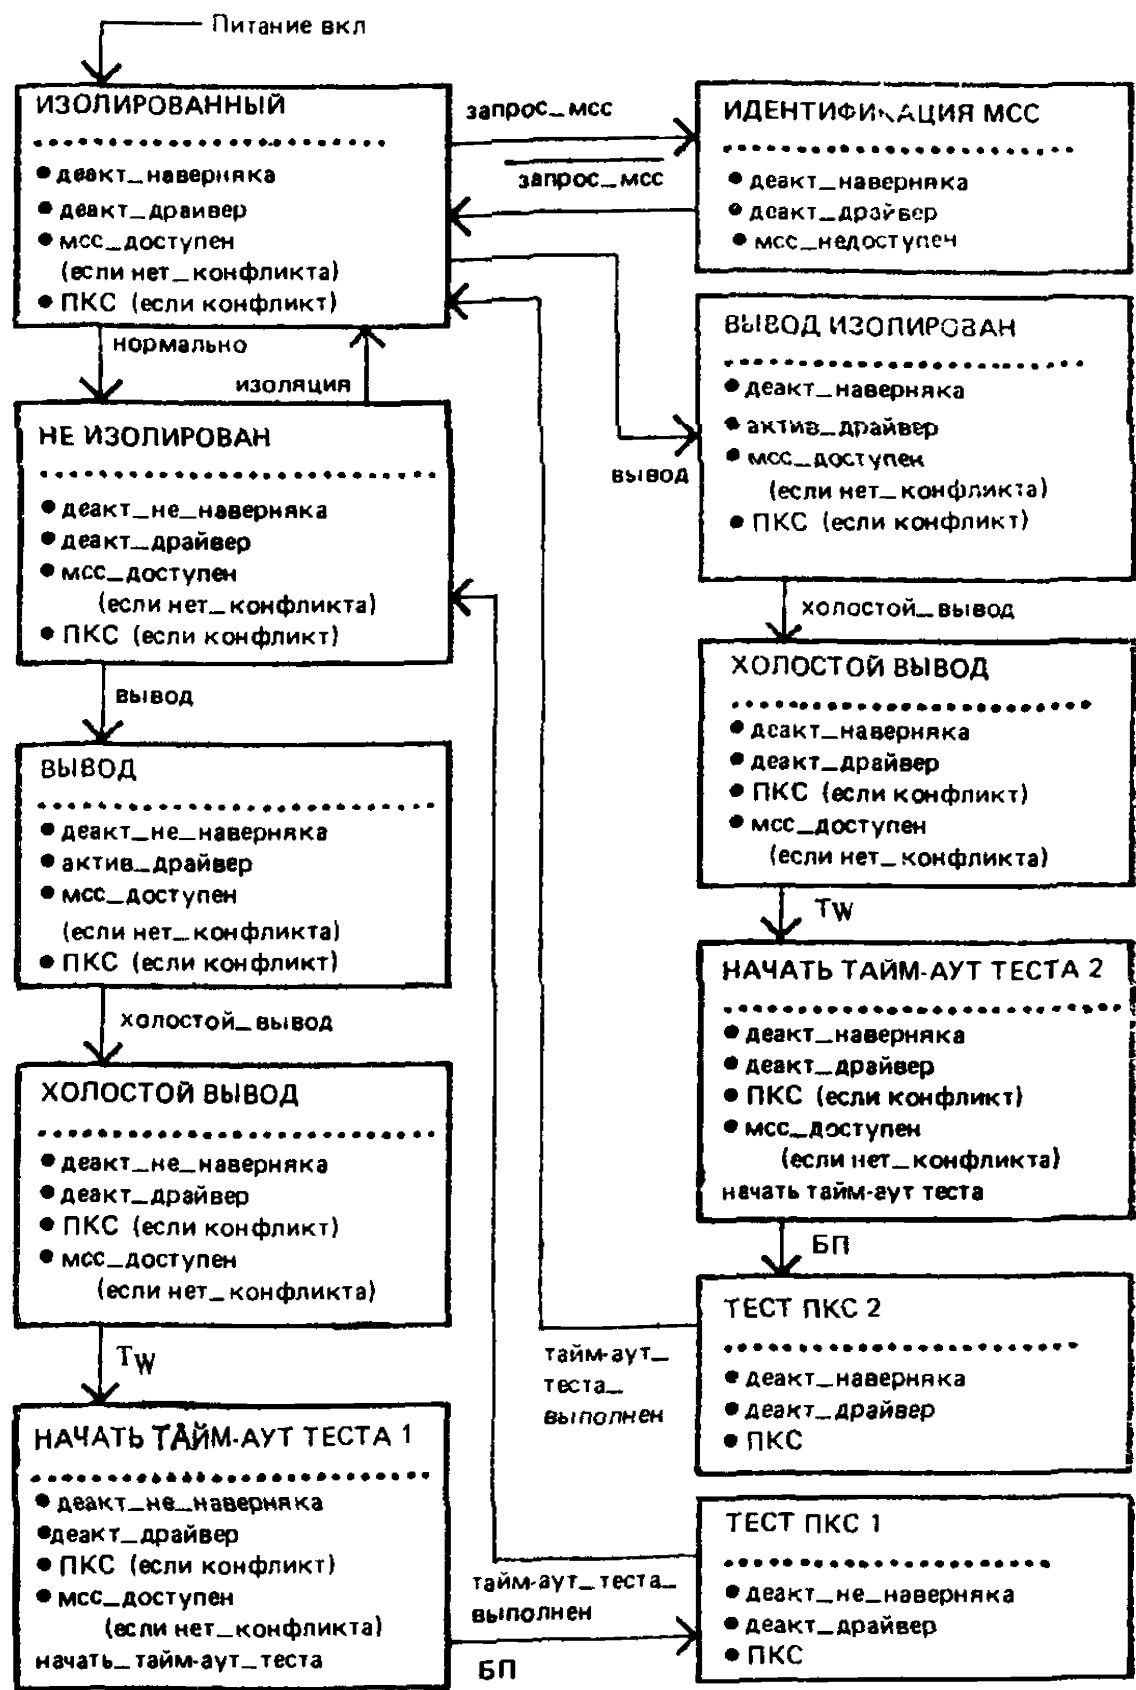 Питание вкл
ИЗОЛИРОВАННЫЙ
• деакт_наверняка
• деакт_драйвер
• мсс_доступен
(если нет_конфликта)
• ПКС (если конфликт)
запрос_мсс
запрос_мсс
ИДЕНТИФИКАЦИЯ МСС
• деакт_наверняка
• деакт_драйвер
• мсс_недоступен
нормально
изоляция
вывод
ВЫВОД ИЗОЛИРОВАН
• деакт_наверняка
• актив_драйвер
• мсс_доступен
(если нет_конфликта)
• ПКС (если конфликт)
НЕ ИЗОЛИРОВАН
• деакт_не_наверняка
• деакт_драйвер
• мсс_доступен
(если нет_конфликта)
• ПКС (если конфликт)
холостой_вывод
ХОЛОСТОЙ ВЫВОД
• деакт_наверняка
• деакт_драйвер
• ПКС (если конфликт)
• мсс_доступен
(если нет_конфликта)
вывод
ВЫВОД
• деакт_не_наверняка
• актив_драйвер
• мсс_доступен
(если нет_конфликта)
• ПКС (если конфликт)
TW
НАЧАТЬ ТАЙМ-АУТ ТЕСТА 2
• деакт_наверняка
• деакт_драйвер
• ПКС (если конфликт)
• мсс_доступен
(если нет_конфликта)
начать тайм-аут теста
холостой_вывод
ХОЛОСТОЙ ВЫВОД
• деакт_не_наверняка
• деакт_драйвер
• ПКС (если конфликт)
• мсс_доступен
(если нет_конфликта)
БП
ТЕСТ ПКС 2
• деакт_наверняка
• деакт_драйвер
• ПКС
тайм-аут_
теста_
выполнен
TW
НАЧАТЬ ТАЙМ-АУТ ТЕСТА 1
• деакт_не_наверняка
• деакт_драйвер
• ПКС (если конфликт)
• мсс_доступен
(если нет_конфликта)
начать_тайм-аут_теста
тайм-аут_теста_
выполнен
БП
ТЕСТ ПКС 1
• деакт_не_наверняка
• деакт_драйвер
• ПКС